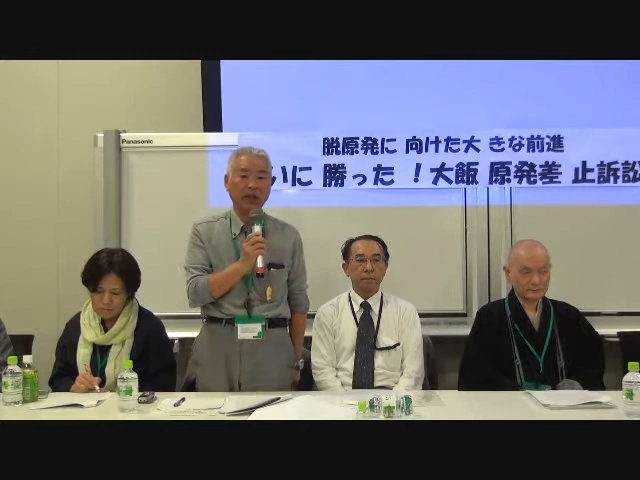 Panasonic
脱原発に 向けた大 きな前進
いに 勝った ！大飯 原発差 止訴訟